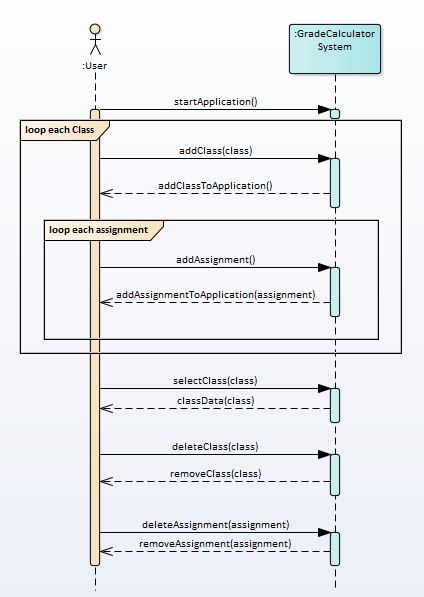 :GradeCalculator
System
:User
startApplication()
loop each Class
addClass(class)
addClassToApplication()
loop each assignment
addAssignment()
addAssignmentToApplication(assignment)
selectClass(class)
classData(class)
deleteClass(class)
removeClass(class)
deleteAssignment(assignment)
removeAssignment(assignment)